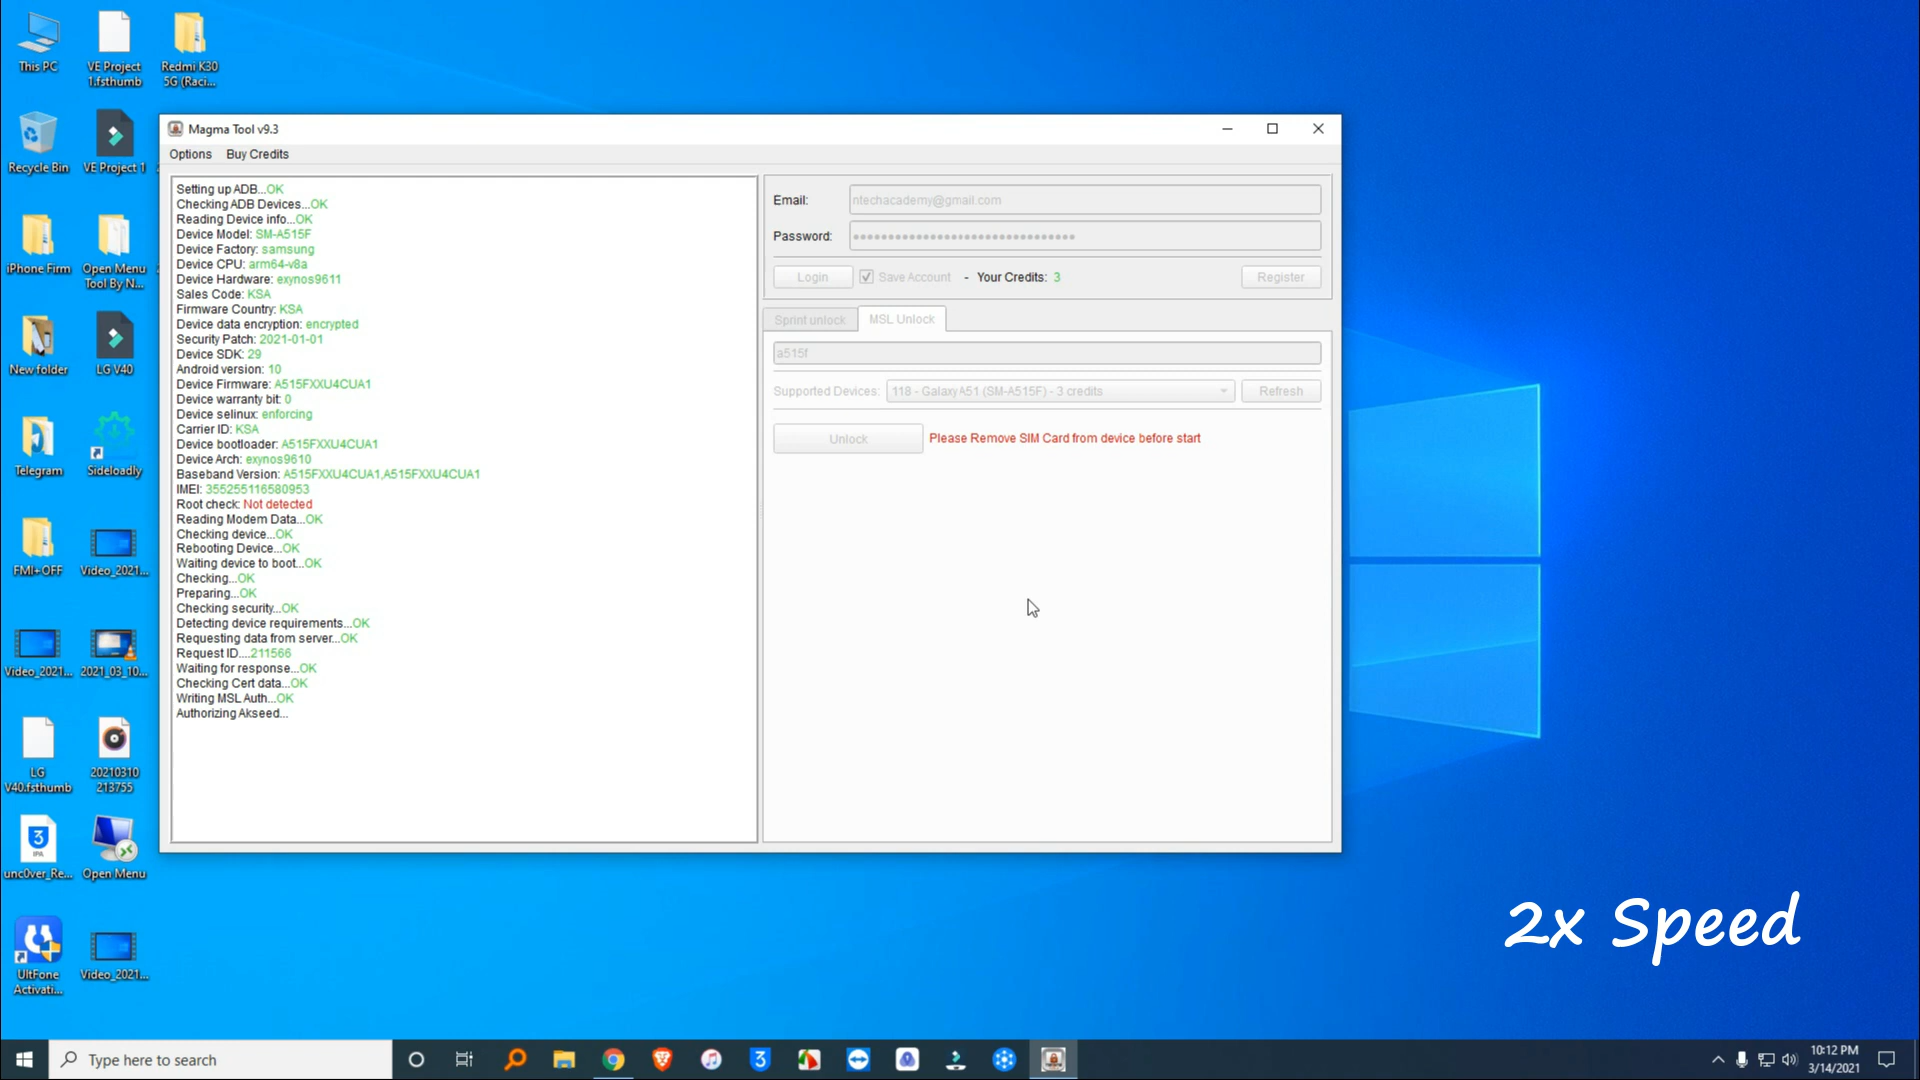 This PC
VE Project
1.fsthumb
Redmi K30
5G (Raci...
Recycle Bin
VE Project 1
iPhone Firm
Open Menu
Tool By N...
New folder
LG V40
Telegram
Sideloadly
FMI+OFF
Video_2021...
Video_2021...
2021_03_10...
LG
V40.fsthumb
20210310
213755
3
IPA
unc0ver_Re...
Open Menu
UltFone
Activati...
Video_2021...
Magma Tool v9.3
Options
Buy Credits
Setting up ADB...OK
Checking ADB Devices...OK
Reading Device info...OK
Device Model: SM-A515F
Device Factory: samsung
Device CPU: arm64-v8a
Device Hardware: exynos9611
Sales Code: KSA
Firmware Country: KSA
Device data encryption: encrypted
Security Patch: 2021-01-01
Device SDK: 29
Android version: 10
Device Firmware: A515FXXU4CUA1
Device warranty bit: 0
Device selinux: enforcing
Carrier ID: KSA
Device bootloader: A515FXXU4CUA1
Device Arch: exynos9610
Baseband Version: A515FXXU4CUA1,A515FXXU4CUA1
IMEI: 355255116580953
Root check: Not detected
Reading Modem Data...OK
Checking device...OK
Rebooting Device...OK
Waiting device to boot...OK
Checking...OK
Preparing...OK
Checking security...OK
Detecting device requirements...OK
Requesting data from server...OK
Request ID....211566
Waiting for response...OK
Checking Cert data...OK
Writing MSL Auth...OK
Authorizing Akseed...
Email: ntechacademy@gmail.com
Password: ••••••••••••••••••••••••••••••••
Login
Save Account - Your Credits: 3
Register
Sprint unlock
MSL Unlock
a515f
Supported Devices: 118 - Galaxy A51 (SM-A515F) - 3 credits
Refresh
Unlock
Please Remove SIM Card from device before start
2x Speed
Type here to search
3
10:12 PM
3/14/2021